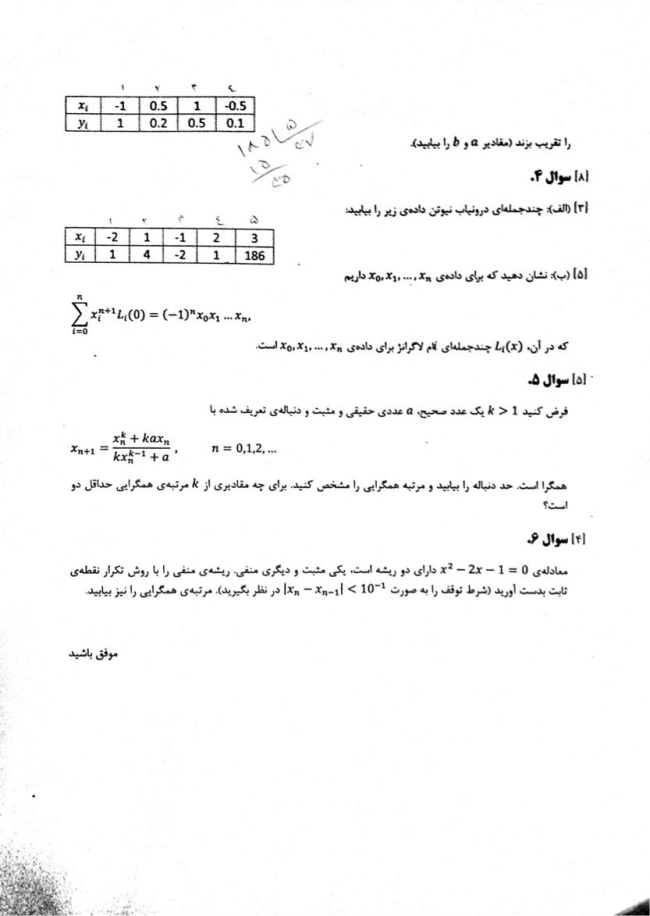 ۱ ۲ ۳ ٤
x_i -1 0.5 1 -0.5
y_i 1 0.2 0.5 0.1
را تقریب بزند (مقادیر a و b را بیابید).
[۸] سوال ۴.
[۳] (الف): چندجمله‌ای درونیاب نیوتن داده‌ی زیر را بیابید:
۱ ۲ ۳ ٤ ۵
x_i -2 1 -1 2 3
y_i 1 4 -2 1 186
[۵] (ب): نشان دهید که برای داده‌ی x_0, x_1, ..., x_n داریم
\sum_{i=0}^{n} x_i^{n+1} L_i(0) = (-1)^n x_0 x_1 ... x_n,
که در آن، L_i(x) چندجمله‌ای iام لاگرانژ برای داده‌ی x_0, x_1, ..., x_n است.
[۵] سوال ۵.
فرض کنید k > 1 یک عدد صحیح، a عددی حقیقی و مثبت و دنباله‌ی تعریف شده با
x_{n+1} = \frac{x_n^k + kax_n}{kx_n^{k-1} + a}, n = 0,1,2, ...
همگرا است. حد دنباله را بیابید و مرتبه همگرایی را مشخص کنید. برای چه مقادیری از k مرتبه‌ی همگرایی حداقل دو
است؟
[۴] سوال ۶.
معادله‌ی x^2 - 2x - 1 = 0 دارای دو ریشه است، یکی مثبت و دیگری منفی. ریشه‌ی منفی را با روش تکرار نقطه‌ی
ثابت بدست آورید (شرط توقف را به صورت |x_n - x_{n-1}| < 10^{-1} در نظر بگیرید). مرتبه‌ی همگرایی را نیز بیابید.
موفق باشید